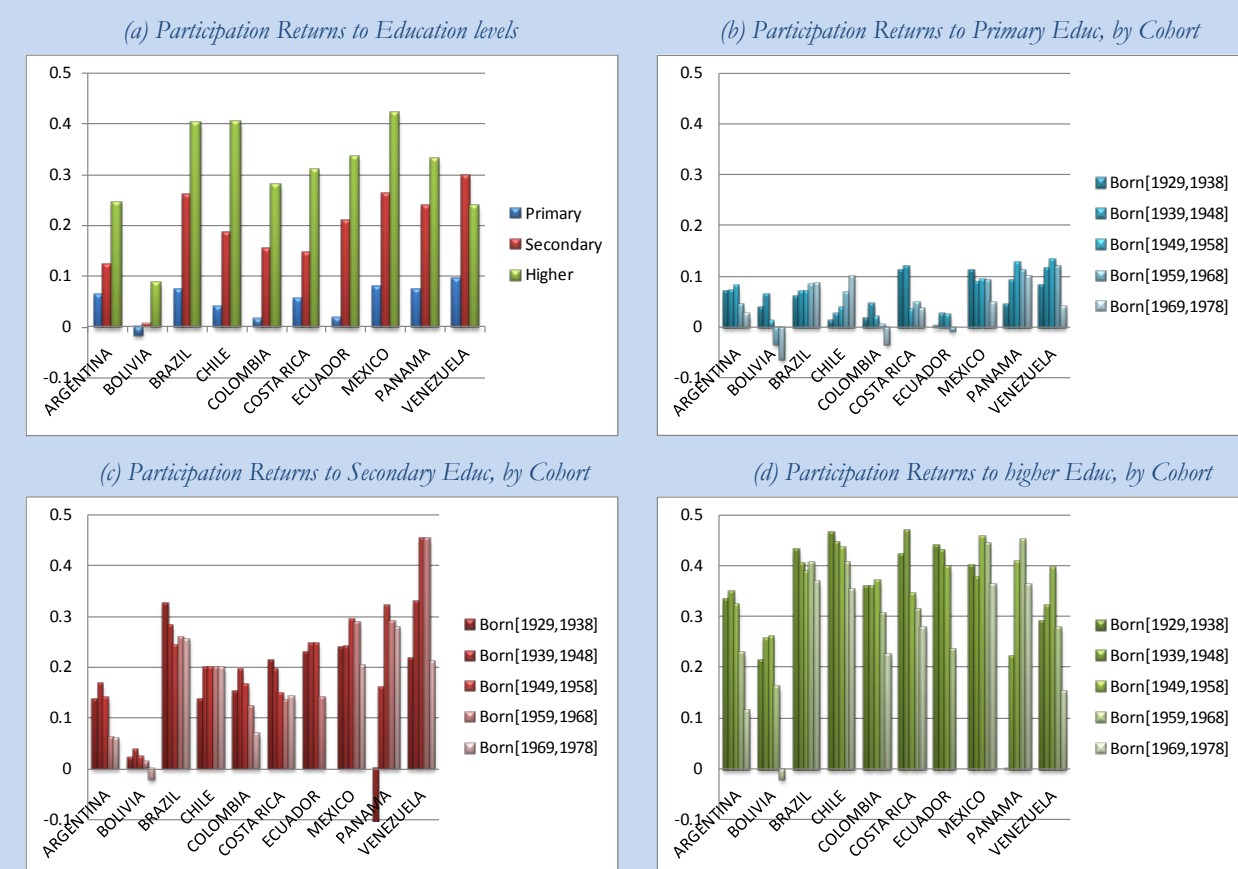 (a) Participation Returns to Education levels
0.5
0.4
0.3
0.2
0.1
0
-0.1
ARGENTINA
BOLIVIA
BRAZIL
CHILE
COLOMBIA
COSTA RICA
ECUADOR
MEXICO
PANAMA
VENEZUELA
Primary
Secondary
Higher
(b) Participation Returns to Primary Educ, by Cohort
0.5
0.4
0.3
0.2
0.1
0
-0.1
ARGENTINA
BOLIVIA
BRAZIL
CHILE
COLOMBIA
COSTA RICA
ECUADOR
MEXICO
PANAMA
VENEZUELA
Born[1929,1938]
Born[1939,1948]
Born[1949,1958]
Born[1959,1968]
Born[1969,1978]
(c) Participation Returns to Secondary Educ, by Cohort
0.5
0.4
0.3
0.2
0.1
0
-0.1
ARGENTINA
BOLIVIA
BRAZIL
CHILE
COLOMBIA
COSTA RICA
ECUADOR
MEXICO
PANAMA
VENEZUELA
Born[1929,1938]
Born[1939,1948]
Born[1949,1958]
Born[1959,1968]
Born[1969,1978]
(d) Participation Returns to higher Educ, by Cohort
0.5
0.4
0.3
0.2
0.1
0
-0.1
ARGENTINA
BOLIVIA
BRAZIL
CHILE
COLOMBIA
COSTA RICA
ECUADOR
MEXICO
PANAMA
VENEZUELA
Born[1929,1938]
Born[1939,1948]
Born[1949,1958]
Born[1959,1968]
Born[1969,1978]